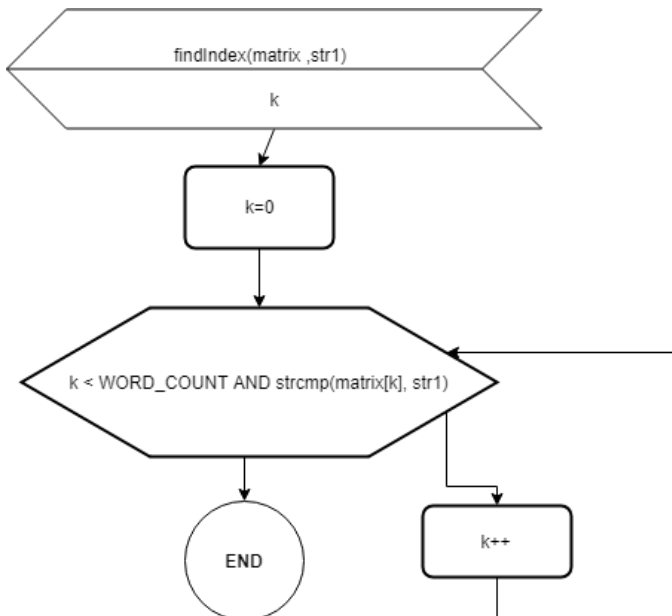 findIndex(matrix ,str1)
k
k=0
k < WORD_COUNT AND strcmp(matrix[k], str1)
END
k++